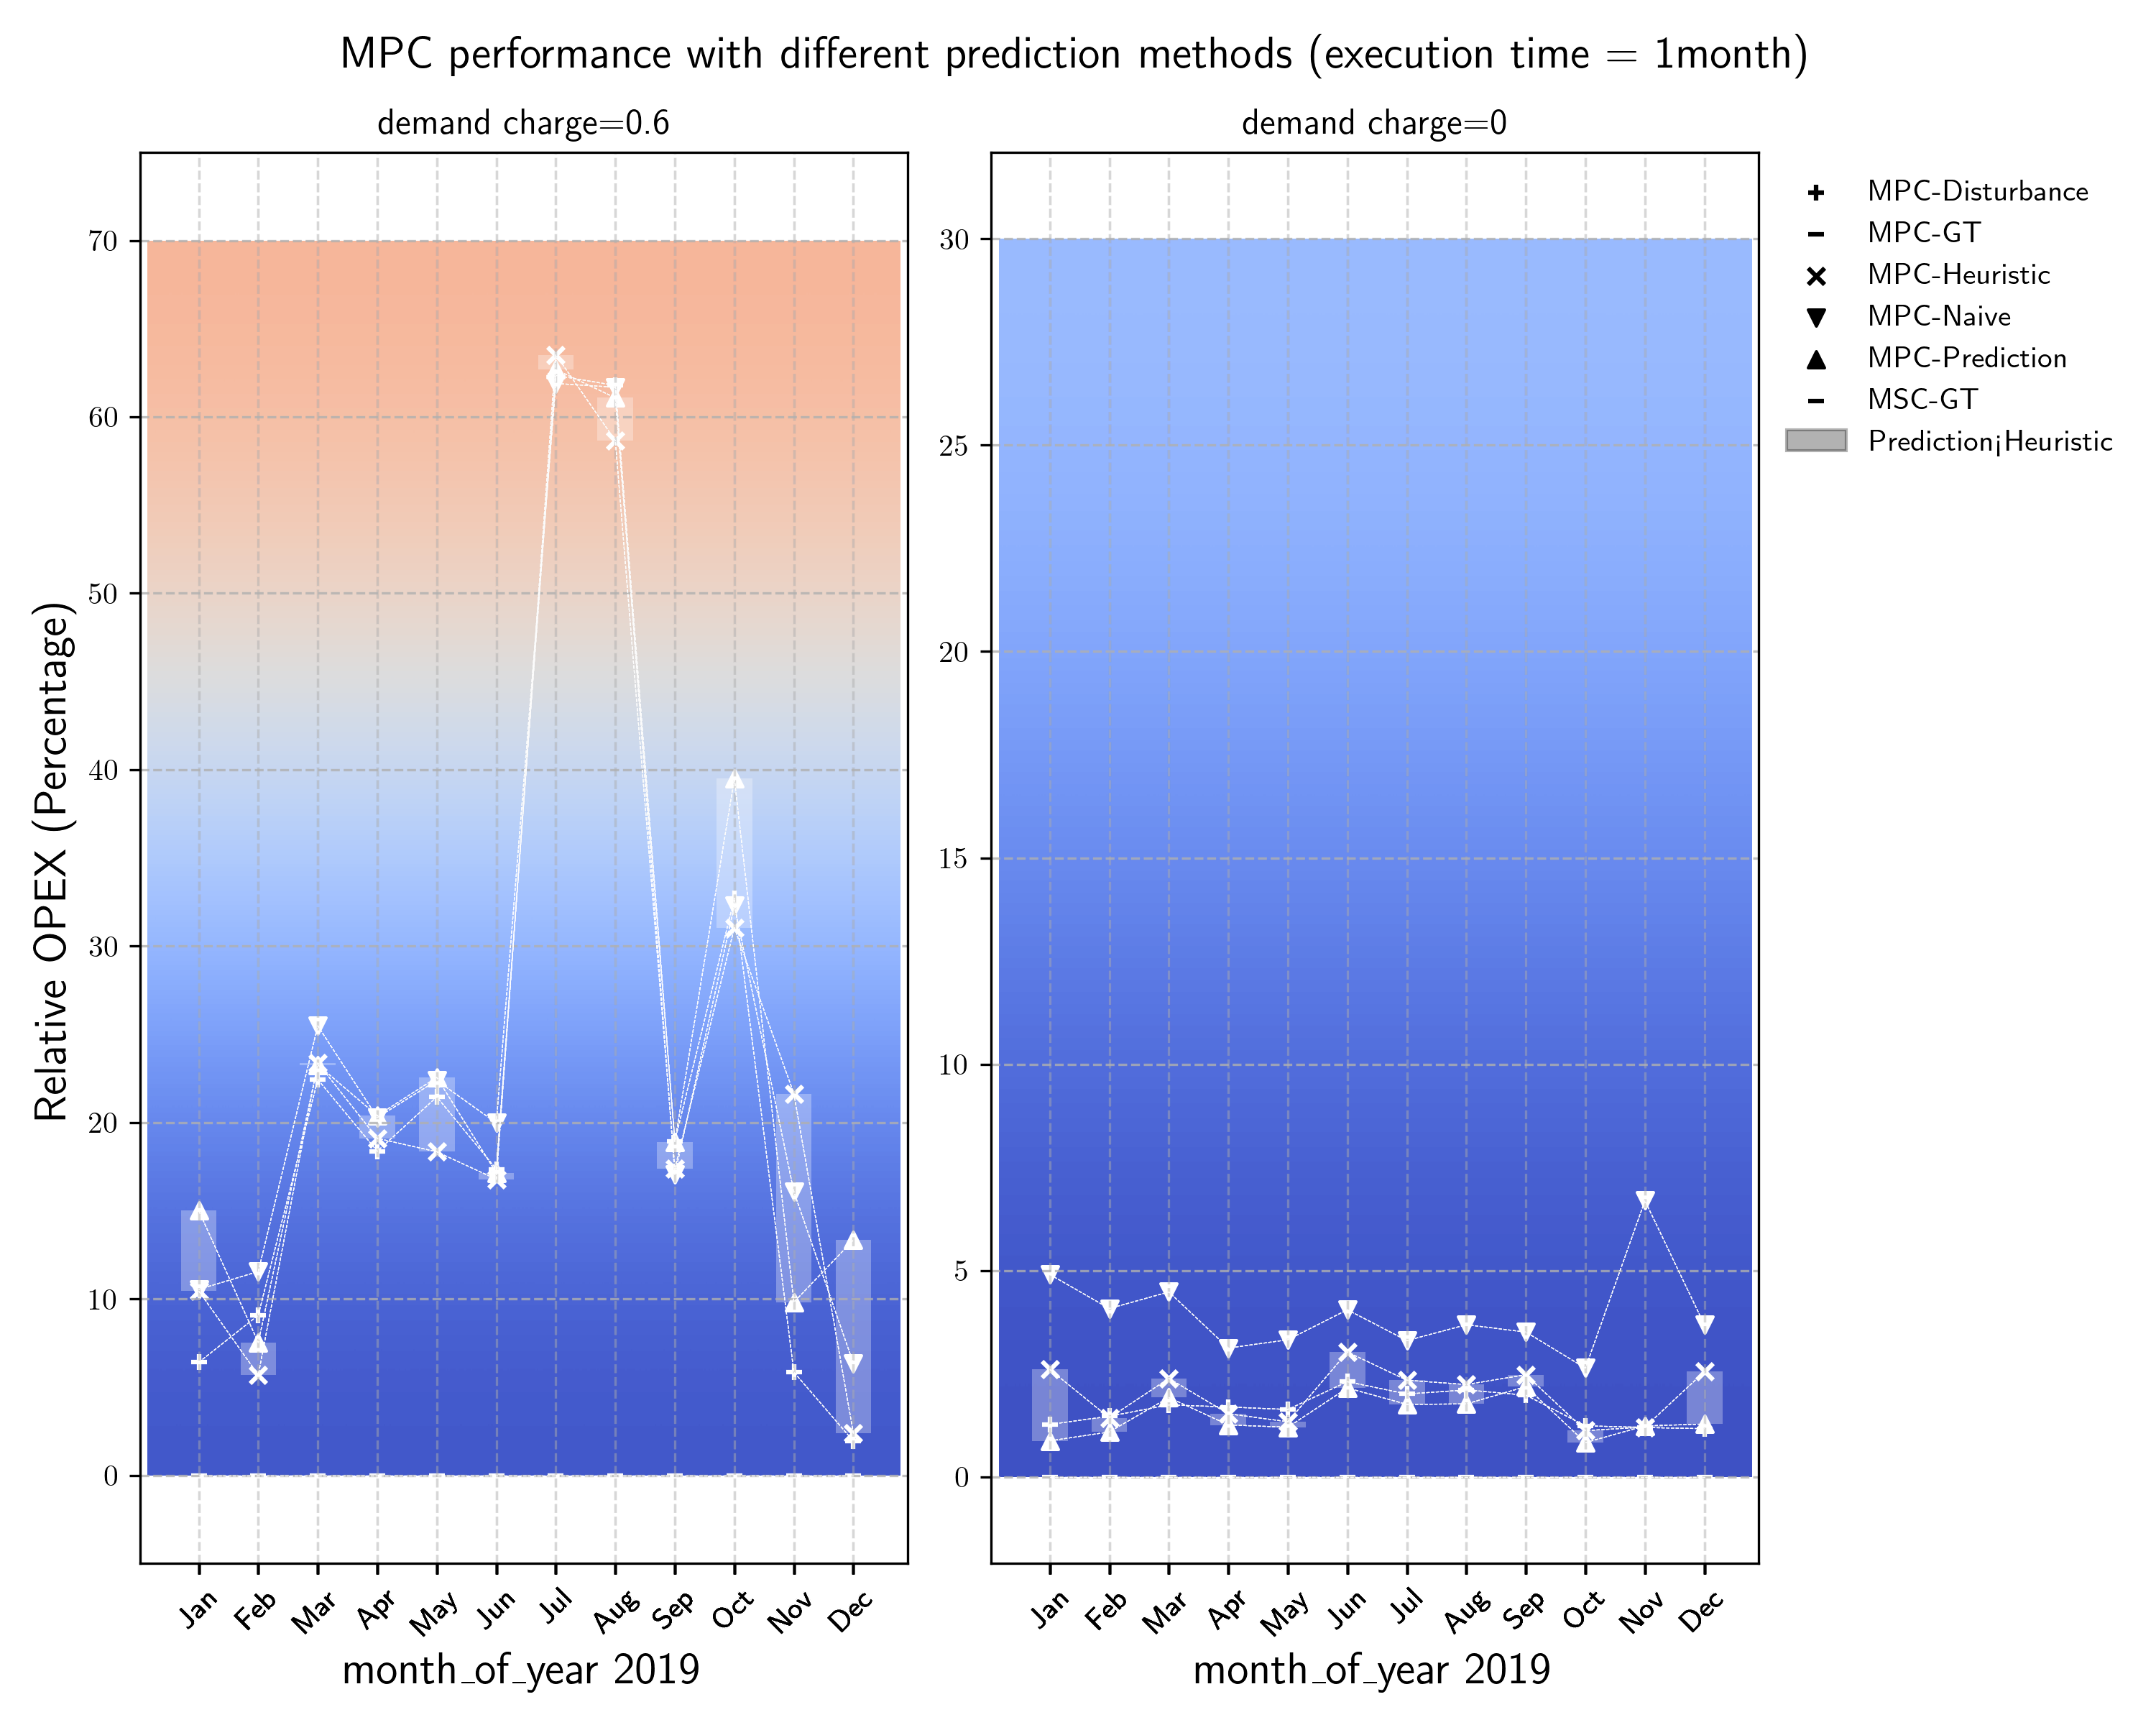 MPC performance with different prediction methods (execution time = 1month)
demand charge=0.6
demand charge=0
Relative OPEX (Percentage)
70
60
50
40
30
20
10
0
30
25
20
15
10
5
0
Jan Feb Mar Apr May Jun Jul Aug Sep Oct Nov Dec
Jan Feb Mar Apr May Jun Jul Aug Sep Oct Nov Dec
month_of_year 2019
month_of_year 2019
MPC-Disturbance
MPC-GT
MPC-Heuristic
MPC-Naive
MPC-Prediction
MSC-GT
Prediction¡Heuristic